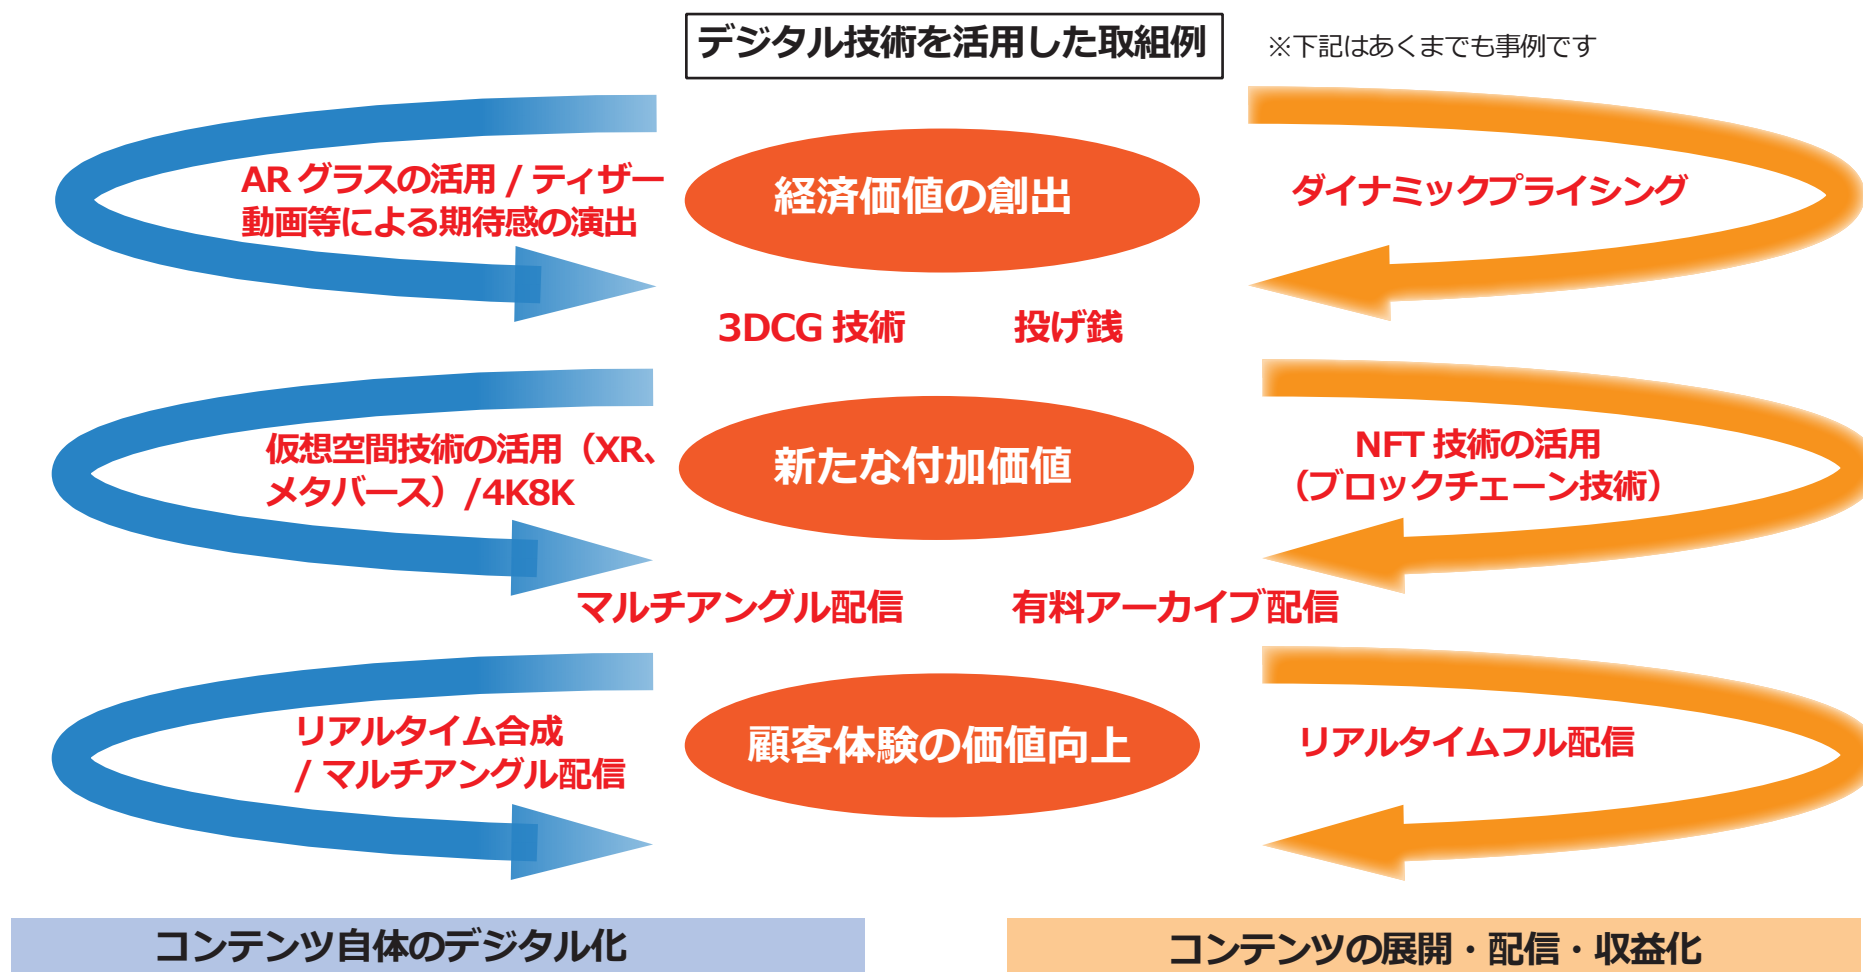 デジタル技術を活用した取組例
※下記はあくまでも事例です
AR グラスの活用 / ティザー
動画等による期待感の演出
経済価値の創出
ダイナミックプライシング
3DCG 技術
投げ銭
仮想空間技術の活用（XR、
メタバース）/4K8K
新たな付加価値
NFT 技術の活用
（ブロックチェーン技術）
マルチアングル配信
有料アーカイブ配信
リアルタイム合成
/ マルチアングル配信
顧客体験の価値向上
リアルタイムフル配信
コンテンツ自体のデジタル化
コンテンツの展開・配信・収益化